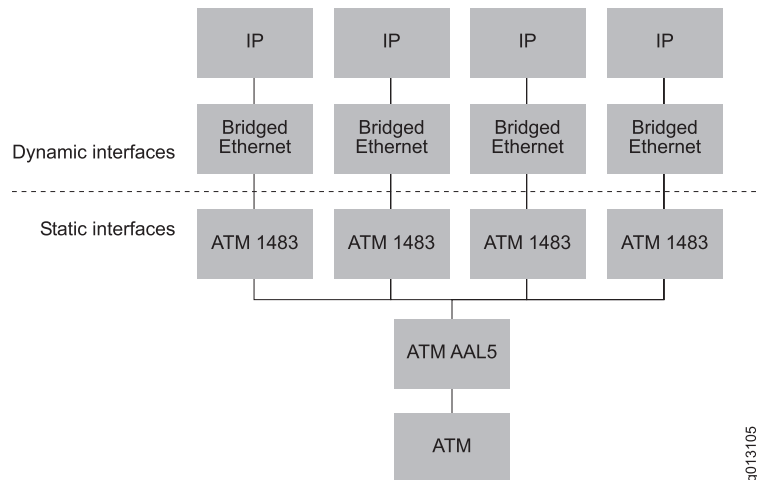 IP IP IP IP
Bridged Bridged Bridged Bridged
Ethernet Ethernet Ethernet Ethernet
Dynamic interfaces
Static interfaces
ATM 1483 ATM 1483 ATM 1483 ATM 1483
ATM AAL5
ATM
g013105